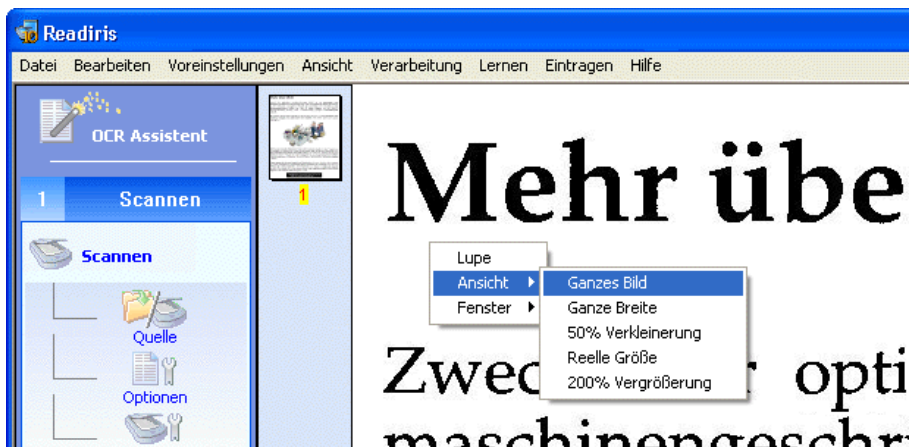 Readiris
Datei Bearbeiten Voreinstellungen Ansicht Verarbeitung Lernen Eintragen Hilfe
OCR Assistent
1 Scannen
Scannen
Quelle
Optionen
1
Mehr übe
Lupe
Ansicht
Fenster
Ganzes Bild
Ganze Breite
50% Verkleinerung
Reelle Größe
200% Vergrößerung
Zwec opti
maschinengeschr